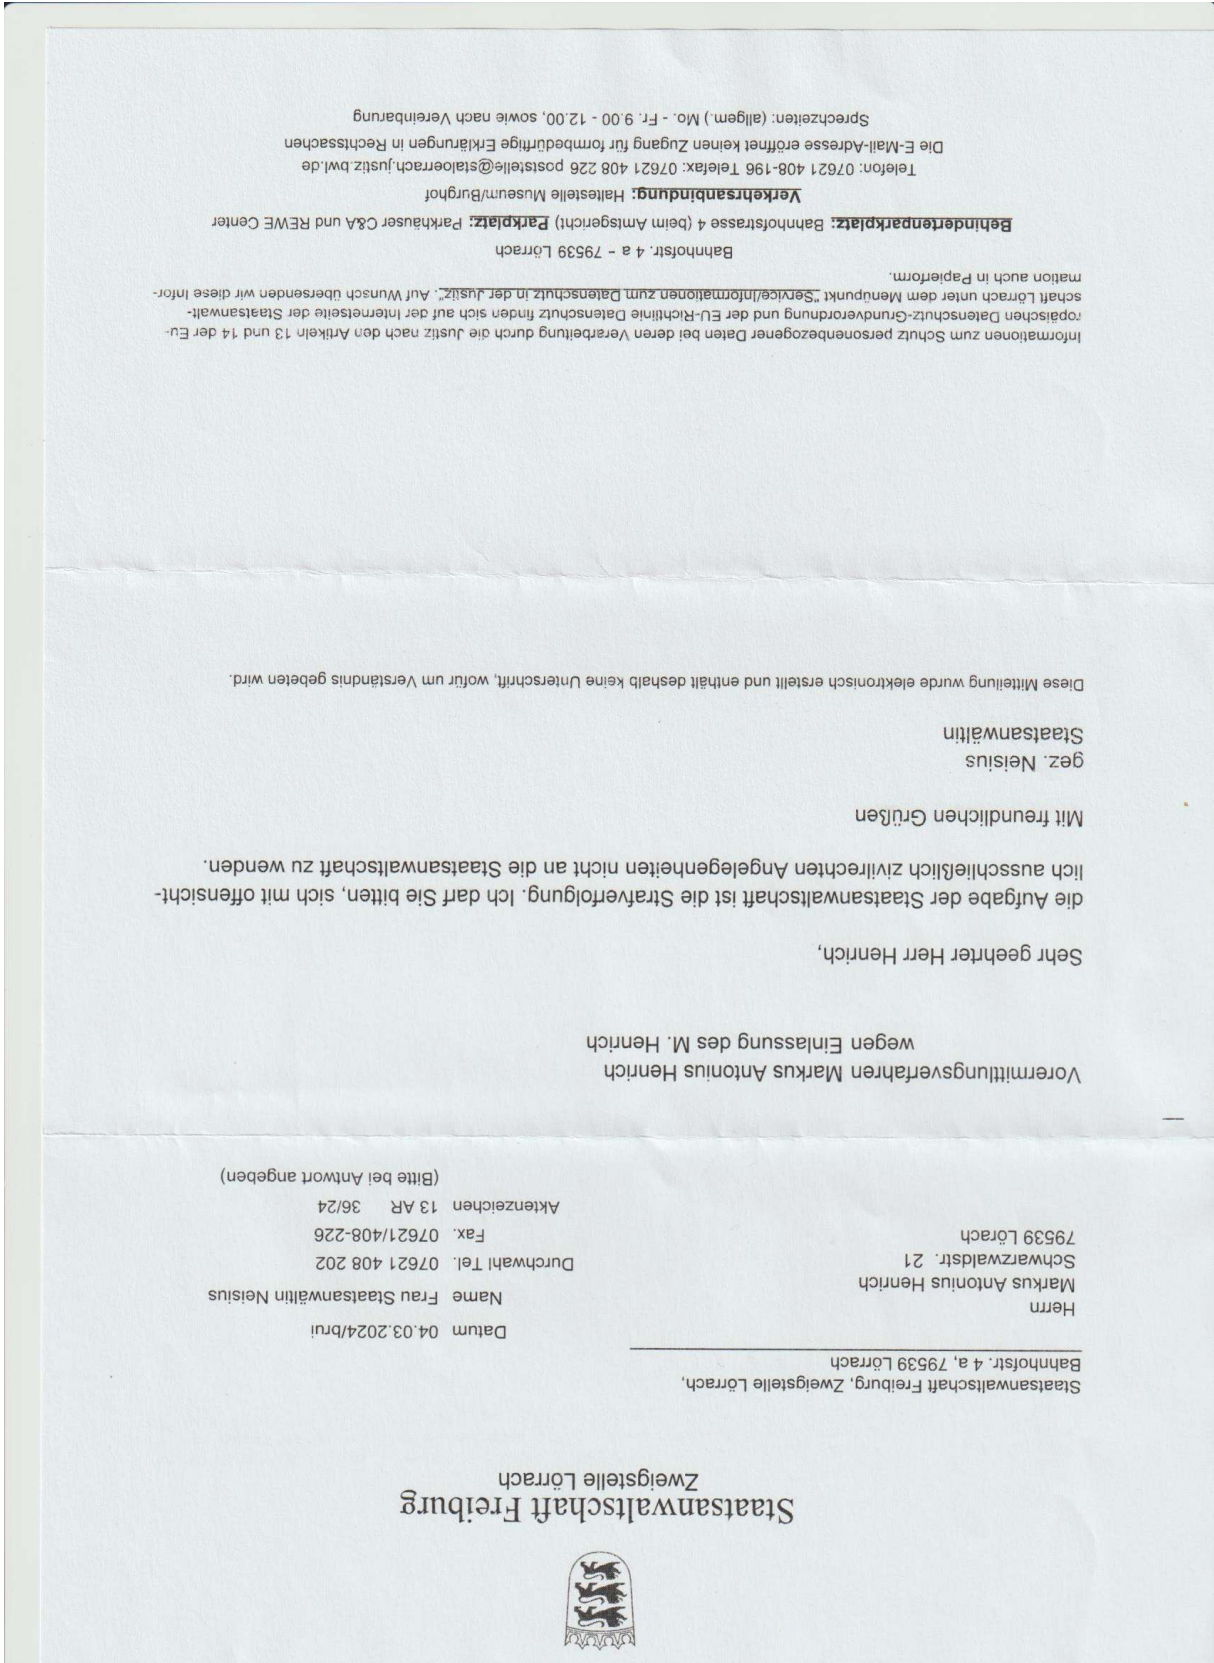 Staatsanwaltschaft Freiburg
Zweigstelle Lörrach
Staatsanwaltschaft Freiburg, Zweigstelle Lörrach,
Bahnhofstr. 4 a, 79539 Lörrach
Herrn
Markus Antonius Henrich
Schwarzwaldstr. 21
79539 Lörach
Datum 04.03.2024/brui
Name Frau Staatsanwältin Neisius
Durchwahl Tel. 07621 408 202
Fax. 07621/408-226
Aktenzeichen 13 AR 36/24
(Bitte bei Antwort angeben)
Vorermittlungsverfahren Markus Antonius Henrich
wegen Einlassung des M. Henrich
Sehr geehrter Herr Henrich,
die Aufgabe der Staatsanwaltschaft ist die Strafverfolgung. Ich darf Sie bitten, sich mit offensicht-
lich ausschließlich zivilrechten Angelegenheiten nicht an die Staatsanwaltschaft zu wenden.
Mit freundlichen Grüßen
gez. Neisius
Staatsanwältin
Diese Mitteilung wurde elektronisch erstellt und enthält deshalb keine Unterschrift, wofür um Verständnis gebeten wird.
Informationen zum Schutz personenbezogener Daten bei deren Verarbeitung durch die Justiz nach den Artikeln 13 und 14 der Eu-
ropäischen Datenschutz-Grundverordnung und der EU-Richtlinie Datenschutz finden sich auf der Internetseite der Staatsanwalt-
schaft Lörrach unter dem Menüpunkt "Service/Informationen zum Datenschutz in der Justiz". Auf Wunsch übersenden wir diese Infor-
mation auch in Papierform.
Bahnhofstr. 4 a - 79539 Lörrach
Behindertenparkplatz: Bahnhofstrasse 4 (beim Amtsgericht) Parkplatz: Parkhäuser C&A und REWE Center
Verkehrsanbindung: Haltestelle Museum/Burghof
Telefon: 07621 408-196 Telefax: 07621 408 226 poststelle@staloerrach.justiz.bwl.de
Die E-Mail-Adresse eröffnet keinen Zugang für formbedürftige Erklärungen in Rechtssachen
Sprechzeiten: (allgem.) Mo. - Fr. 9.00 - 12.00, sowie nach Vereinbarung